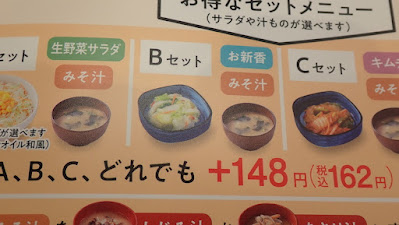 お得なセットメニュー
(サラダや汁ものが選べます)
セット
生野菜サラダ
みそ汁
Bセット
お新香
みそ汁
Cセット
キム
みそ
が選べます
オイル和風)
A、B、C、どれでも +148円(税込162円)